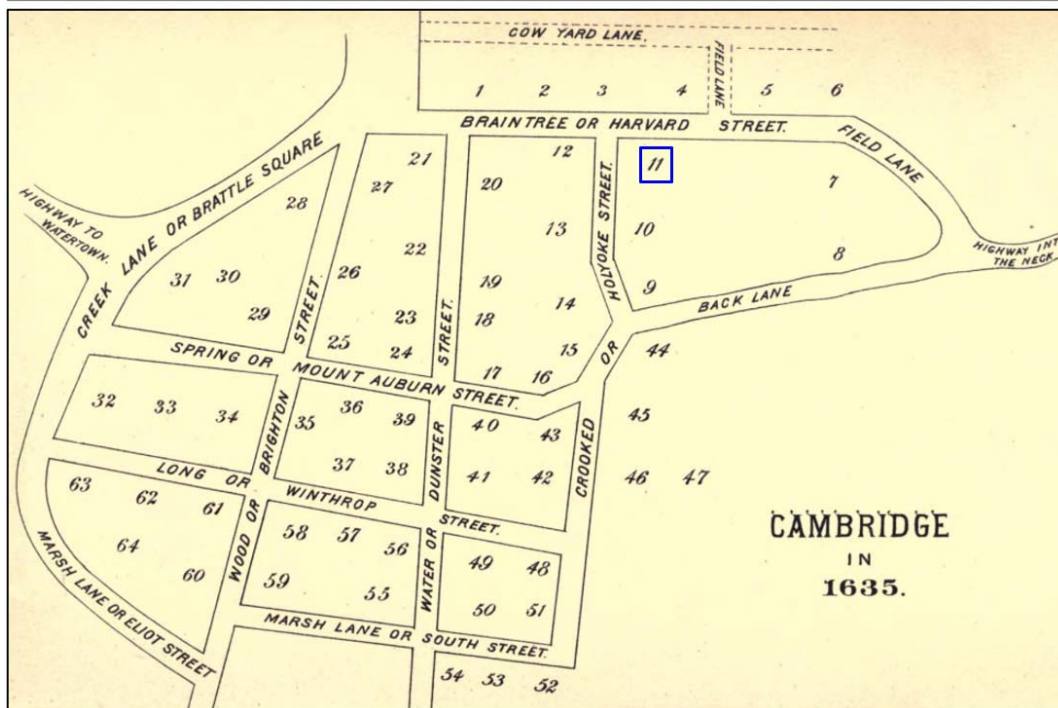 COW YARD LANE.
FIELD LANE
1 2 3 4 5 6
BRAINTREE OR HARVARD STREET.
FIELD LANE
CREEK LANE OR BRATTLE SQUARE
HIGHWAY TO
WATERTOWN.
21
27
28
12
20
11
7
13
10
22
8
HOLYOKE STREET.
HIGHWAY INT
THE NECK
31 30
26
19
9
BACK LANE
29
23
18
14
25
24
15
44
STREET.
STREET.
SPRING OR MOUNT AUBURN STREET.
17 16
32 33 34
35 36 39
40 43
45
WOOD OR BRIGHTON
WATER OR DUNSTER
CROOKED OR
37 38
41 42
46 47
LONG OR WINTHROP STREET.
63 62 61
58 57 56
49 48
64
60
59 55
50 51
MARSH LANE OR ELIOT STREET
MARSH LANE OR SOUTH STREET.
54 53 52
CAMBRIDGE
IN
1635.